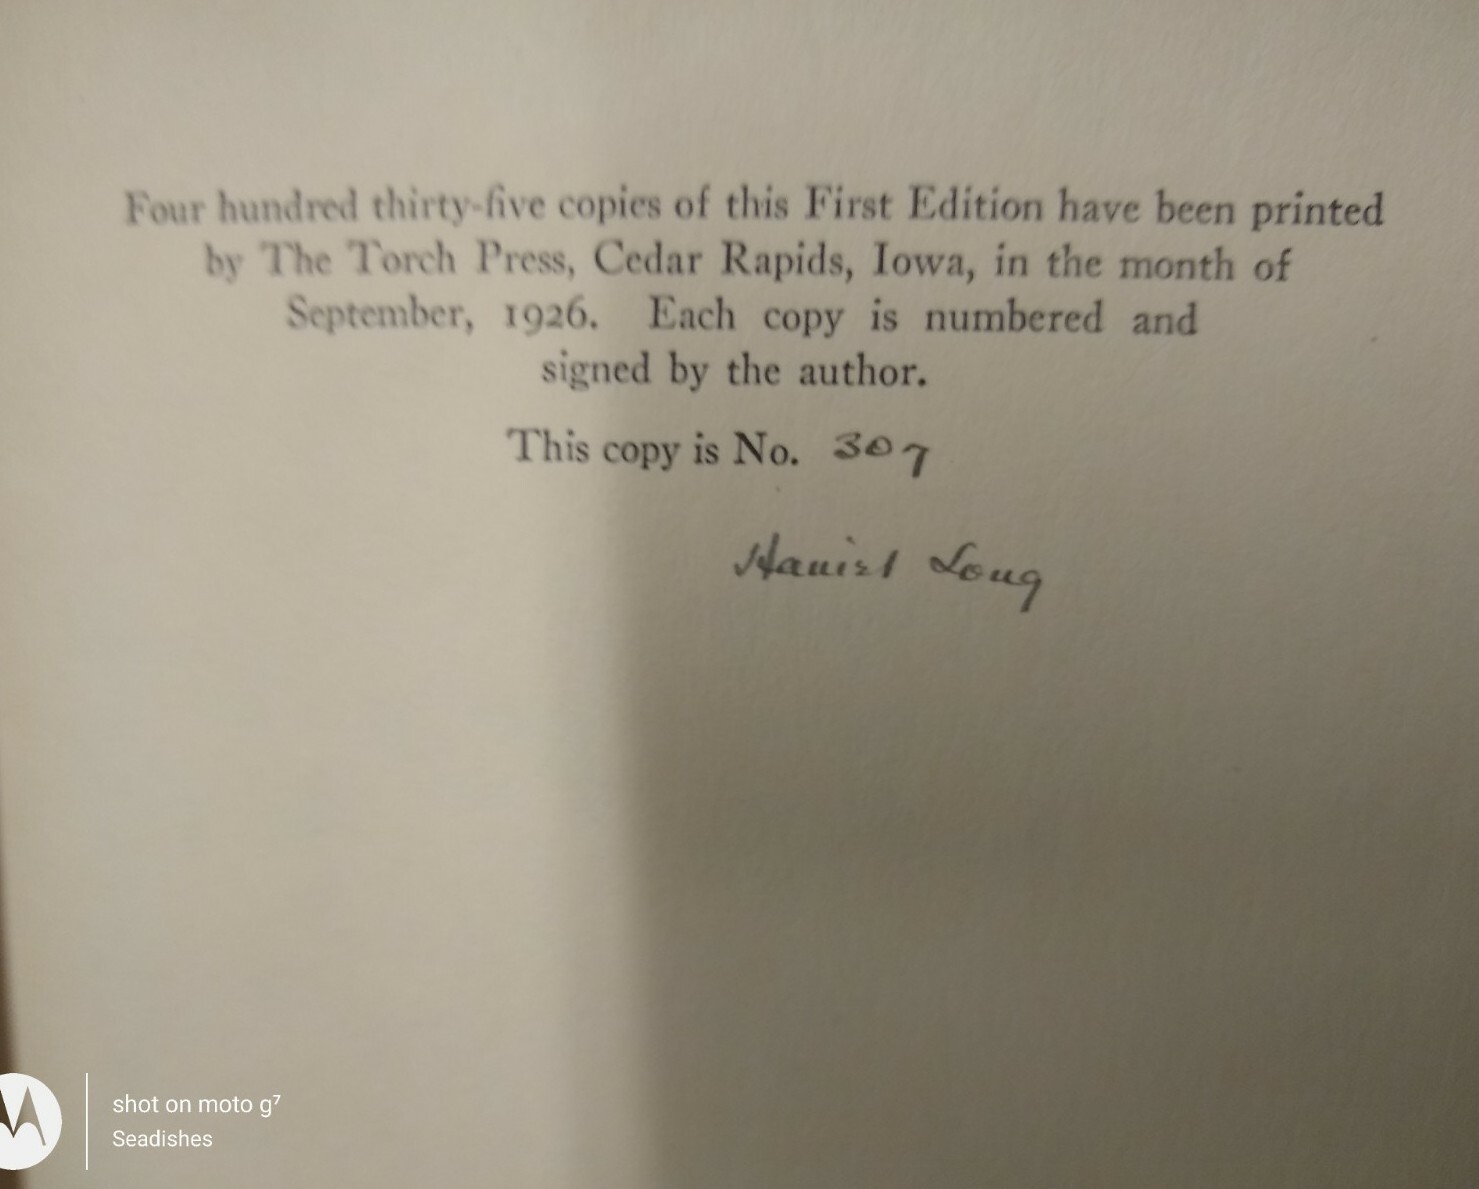 Four hundred thirty-five copies of this First Edition have been printed
by The Torch Press, Cedar Rapids, Iowa, in the month of
September, 1926. Each copy is numbered and
signed by the author.
This copy is No. 307
Haniel Long
shot on moto g⁷
Seadishes